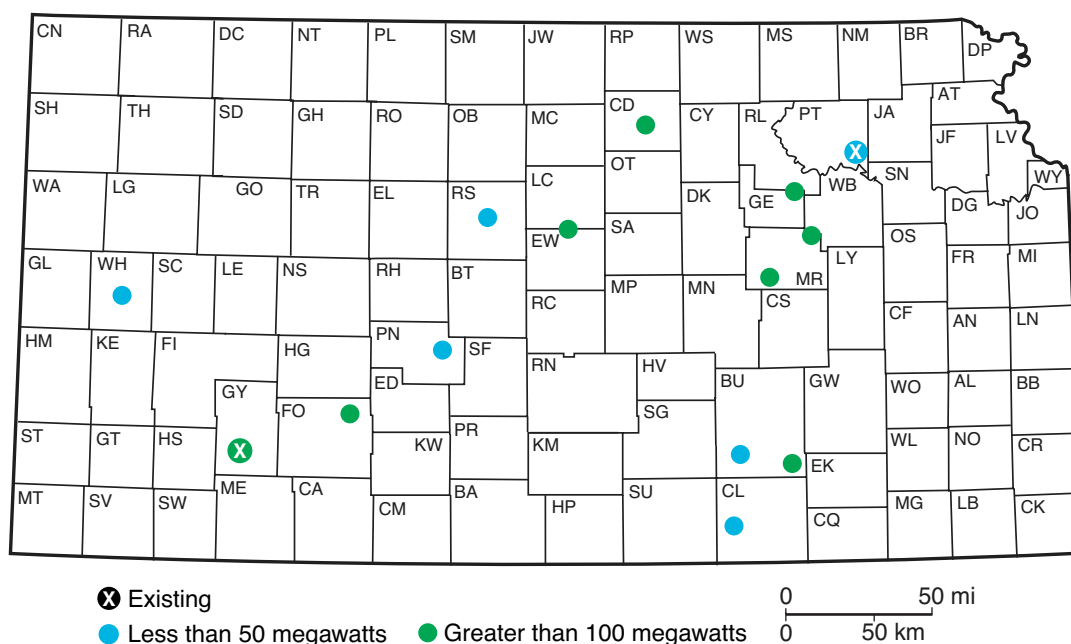 CN RA DC NT PL SM JW RP WS MS NM BR DP
SH TH SD GH RO OB MC CD CY RL PT JA AT
JF LV
WA LG GO TR EL RS LC OT DK GE WB SN WY
DG JO
GL WH SC LE NS RH BT EW SA MR LY OS FR MI
RC MP MN CS CF
HM KE FI HG PN SF RN HV BU GW AN LN
GY FO ED SG WO AL BB
ST GT HS KW PR KM EK WL NO CR
MT SV SW ME CA CM BA HP SU CL CQ MG LB CK
X
X
X Existing
Less than 50 megawatts
Greater than 100 megawatts
0 50 mi
0 50 km